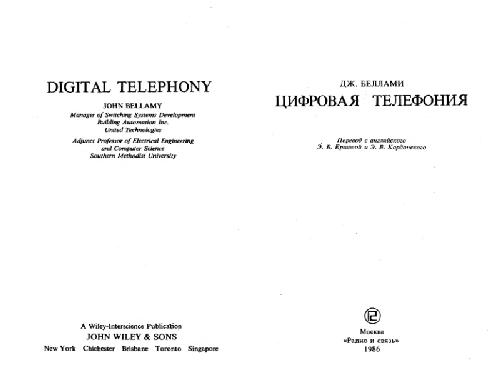 DIGITAL TELEPHONY
JOHN BELLAMY
Manager of Switching Systems Development
Building Automation Inc.
United Technologies
Adjunct Professor of Electrical Engineering
and Computer Science
Southern Methodist University
A Wiley-Interscience Publication
JOHN WILEY & SONS
New York Chichester Brisbane Toronto Singapore
ДЖ. БЕЛЛАМИ
ЦИФРОВАЯ ТЕЛЕФОНИЯ
Перевод с английского
Э. В. и Э. В.
Москва
«Радио и связь»
1986